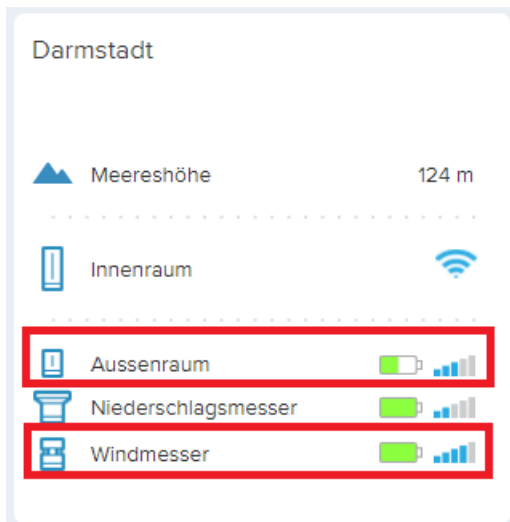 Darmstadt
Meereshöhe 124 m
Innenraum
Aussenraum
Niederschlagsmesser
Windmesser